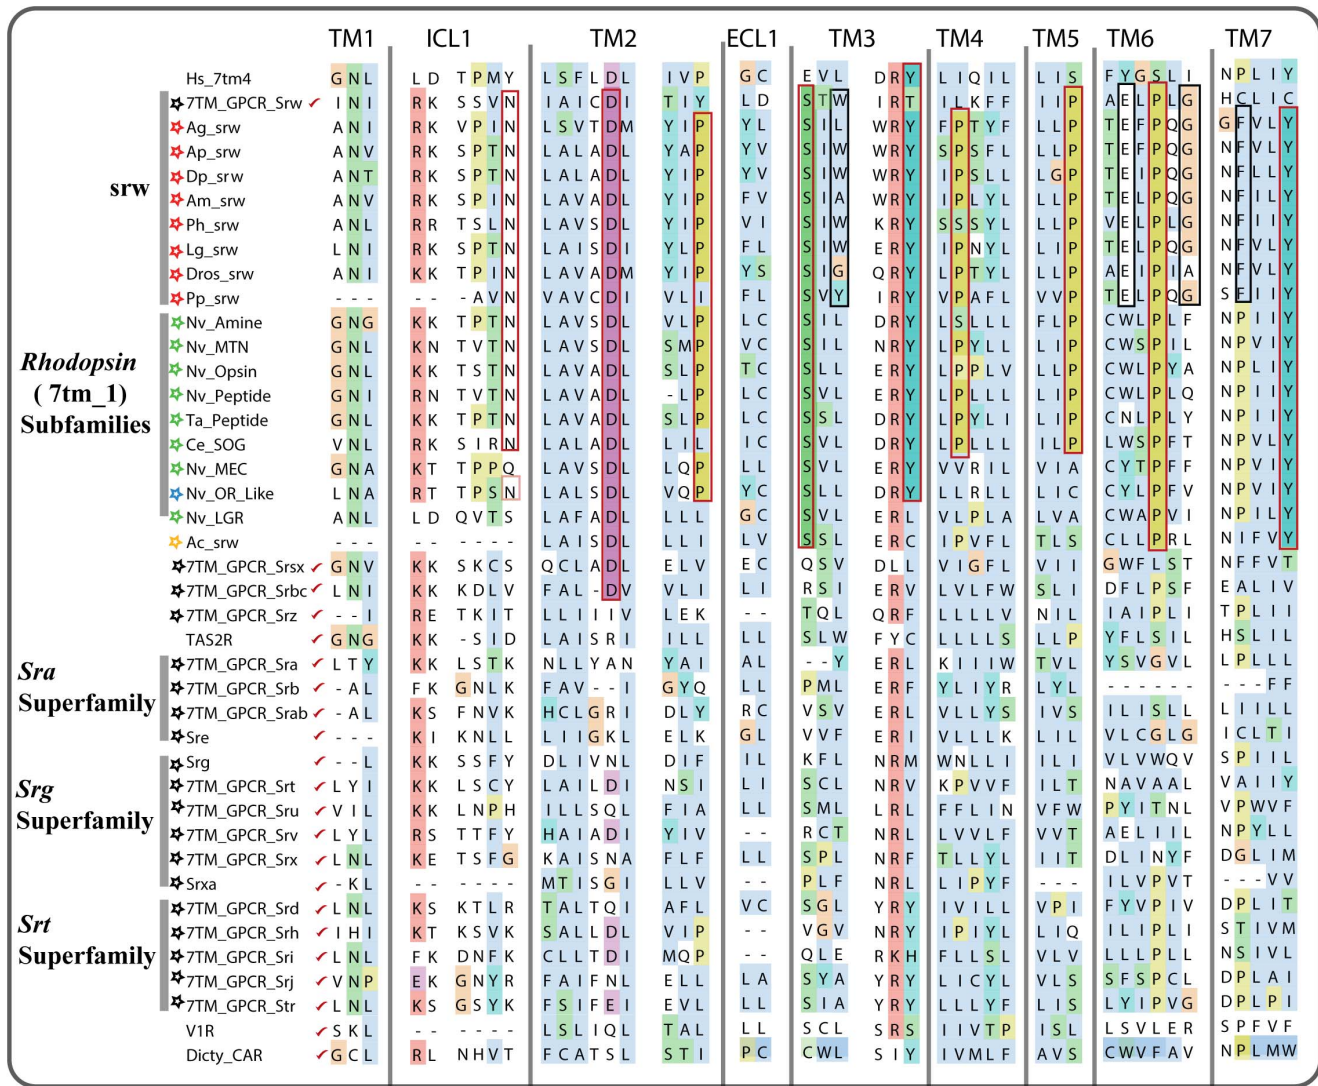 TM1 ICL1 TM2 ECL1 TM3 TM4 TM5 TM6 TM7
Hs_7tm4 G N L L D T P M Y L S F L D L I V P G C E V L D R Y L I Q I L L I S F Y G S L I N P L I Y
7TM_GPCR_Srw I N I R K S S V N I A I C D I T I Y L D S T W I R T I L K F F I I P A E L P L G H C L I C
Ag_srw A N I R K V P I N L S V T D M Y I P Y L S I L W R Y F P T Y F L L P T E F P Q G G F V L Y
Ap_srw A N V R K S P T N L A L A D L Y A P Y V S I W W R Y S P S F L L L P T E F P Q G N F V L Y
Dp_srw A N T R K S P T N L A L A D L Y I P Y V S I W W R Y I P S L L L G P T E I P Q G N F L L Y
srw
Am_srw A N V R K S P I N L A V A D L Y I P F V S I A W R Y I P L Y L L L P T E L P Q G N F I L Y
Ph_srw A N L R R T S L N L A V A D L Y I P V I S I W K R Y S S S Y L L L P V E L P L G N F I I Y
Lg_srw L N I R K S P T N L A I S D I Y L P F L S I W E R Y I P N Y L L I P T E L P Q G N F V L Y
Dros_srw A N I K K T P I N L A V A D M Y I P Y S S I G Q R Y L P T Y L L L P A E I P I A N F V L Y
Pp_srw - - - - - - A V N V A V C D I V L I F L S V Y I R Y V P A F L V V P T E L P Q G S F I I Y
Nv_Amine G N G K K T P T N L A V S D L V L P L C S I L D R Y L S L L L F L P C W L P L F N P I I Y
Nv_MTN G N L K N T V T N L A V S D L S M P V C S I L N R Y L P Y L L L I P C W S P I L N P V I Y
Rhodopsin
Nv_Opsin G N L K K T S T N L A V S D L S L P T C S L L E R Y L P P L V L L P C W L P Y A N P L I Y
( 7tm_1)
Nv_Peptide G N I R N T V T N L A V A D L - L P L C S L L D R Y L P L L L L I P C W L P L Q N P I I Y
Subfamilies
Ta_Peptide G N L K K T P T N L A L A D L S L P L C S S L D R Y L P Y L I L I P C N L P L Y N P I I Y
Ce_SOG V N L R K S I R N L A L A D L L I L I C S V L D R Y L P L L L I L P L W S P F T N P V L Y
Nv_MEC G N A K T T P P Q L A V S D L L Q P L L S V L E R Y V V R I L V I A C Y T P F F N P V I Y
Nv_OR_Like L N A R T T P S N L A L S D L V Q P Y C S L L D R Y L L R L L L I C C Y L P F V N P V I Y
Nv_LGR A N L L D Q V T S L A F A D L L L L G C S V L E R L V L P L A L V A C W A P V I N P I L Y
Ac_srw - - - - - - - - - L A I S D L L L I L V S S L E R C I P V F L T L S C L L P R L N I F V Y
7TM_GPCR_Srsx G N V K K S K C S Q C L A D L E L V E C Q S V D L L V I G F L V I I G W F L S T N F F V T
7TM_GPCR_Srbc L N I K K K D L V F A L - D V V L I L I R S I E R V L V L F W S L I D F L P S F E A L I V
7TM_GPCR_Srz - - I R E T K I T L I I I V L E K - - T Q L Q R F L L L L V N I L I A I P L I T P L I I
TAS2R G N G K K - S I D L A I S R I I L L L L S L W F Y C L L L L S L L P Y F L S I L H S L I L
7TM_GPCR_Sra L T Y K K L S T K N L L Y A N Y A I A L - - Y E R L K I I I W T V L Y S V G V L L P L L L
Sra
7TM_GPCR_Srb - A L F K G N L K F A V - - I G Y Q L L P M L E R F Y L I Y R L Y L - - - - - - - - - F F
Superfamily
7TM_GPCR_Srab - A L K S F N V K H C L G R I D L Y R C V S V E R L V L L Y S I V S I L I S L L L I I L L
Sre - - - K I K N L L L I I G K L E L K G L V V F E R I V L L L K L I L V L C G L G I C L T I
Srg - - L K K S S F Y D L I V N L D I F I L K F L N R M W N L L I I L I V L V W Q V S P I I L
Srg
7TM_GPCR_Srt L Y I K K L S C Y L A I L D I N S I L I S C L N R V K P V V F I L T N A V A A L V A I I Y
Superfamily
7TM_GPCR_Sru V I L K K L N P H I L L S Q L F I A L L S M L L R L F F L I N V F W P Y I T N L V P W V F
7TM_GPCR_Srv L Y L R S T T F Y H A I A D I Y I V - - R C T N R L L V V L F V V T A E L I I L N P Y L L
7TM_GPCR_Srx L N L K E T S F G K A I S N A F L F L L S P L N R F T L L Y L I I T D L I N Y F D G L I M
Srxa - K L - - - - - - M T I S G I L L V - - P L F N R L L I P Y F - - - I L V P V T - - - V V
7TM_GPCR_Srd L N L K S K T L R T A L T Q I A F L V C S G L Y R Y I V I L L V P I F Y V P I V D P L I T
Srt
7TM_GPCR_Srh I H I K T K S V K S A L L D L V I P - - V G V N R Y I P I Y L L I Q I L I P L I S T I V M
Superfamily
7TM_GPCR_Sri L N L F K D N F K C L L T D I M Q P - - Q L E R K H F L L S L V L V L L P L I N S I V L
7TM_GPCR_Srj V N P E K G N Y R F A I F N L E L L L A S Y A Y R Y L I C Y V V L S S F S P C L D P L A I
7TM_GPCR_Str L N L K S G S Y K F S I F E I E V L L L S I A Y R Y L L L Y F L I S L Y I P V G D P L P I
V1R S K L - - - - - - L S L I Q L T A L L L S C L S R S I I V T P I S L L S V L E R S P F V F
Dicty_CAR G C L R L N H V T F C A T S L S T I P C C W L S I Y I V M L F A V S C W V F A V N P L M W